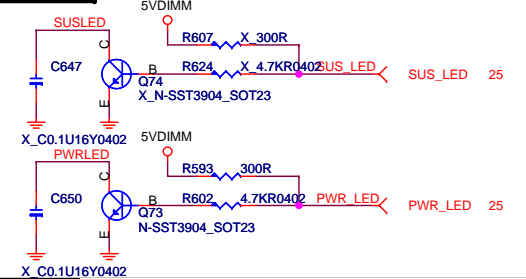 5VDIMM
SUSLED
R607 X_300R
C647 C R624 X_4.7KR0402 SUS_LED SUS_LED 25
B
Q74
X_N-SST3904_SOT23
E
X_C0.1U16Y0402
5VDIMM
PWRLED
R593 300R
C650 C R602 4.7KR0402 PWR_LED PWR_LED 25
B
Q73
N-SST3904_SOT23
E
X_C0.1U16Y0402